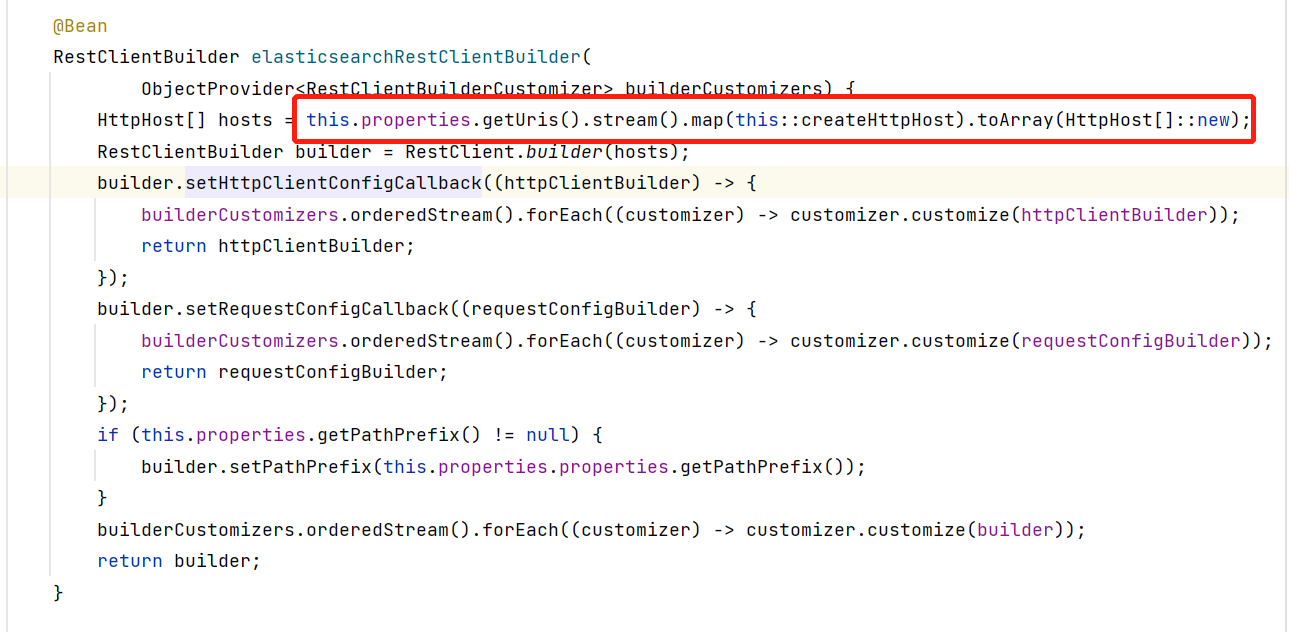 @Bean
RestClientBuilder elasticsearchRestClientBuilder(
ObjectProvider<RestClientBuilderCustomizer> builderCustomizers) {
HttpHost[] hosts = this.properties.getUris().stream().map(this::createHttpHost).toArray(HttpHost[]::new);
RestClientBuilder builder = RestClient.builder(hosts);
builder.setHttpClientConfigCallback((httpClientBuilder) -> {
builderCustomizers.orderedStream().forEach((customizer) -> customizer.customize(httpClientBuilder));
return httpClientBuilder;
});
builder.setRequestConfigCallback((requestConfigBuilder) -> {
builderCustomizers.orderedStream().forEach((customizer) -> customizer.customize(requestConfigBuilder));
return requestConfigBuilder;
});
if (this.properties.getPathPrefix() != null) {
builder.setPathPrefix(this.properties.properties.getPathPrefix());
}
builderCustomizers.orderedStream().forEach((customizer) -> customizer.customize(builder));
return builder;
}